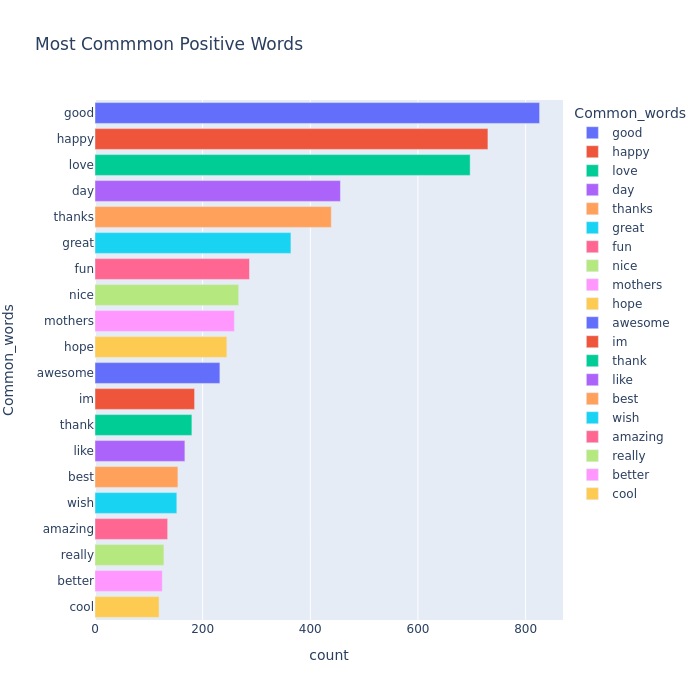 Most Commmon Positive Words
Common_words
good
happy
love
day
thanks
great
fun
nice
mothers
hope
awesome
im
thank
like
best
wish
amazing
really
better
cool
0 200 400 600 800
count
Common_words
good
happy
love
day
thanks
great
fun
nice
mothers
hope
awesome
im
thank
like
best
wish
amazing
really
better
cool